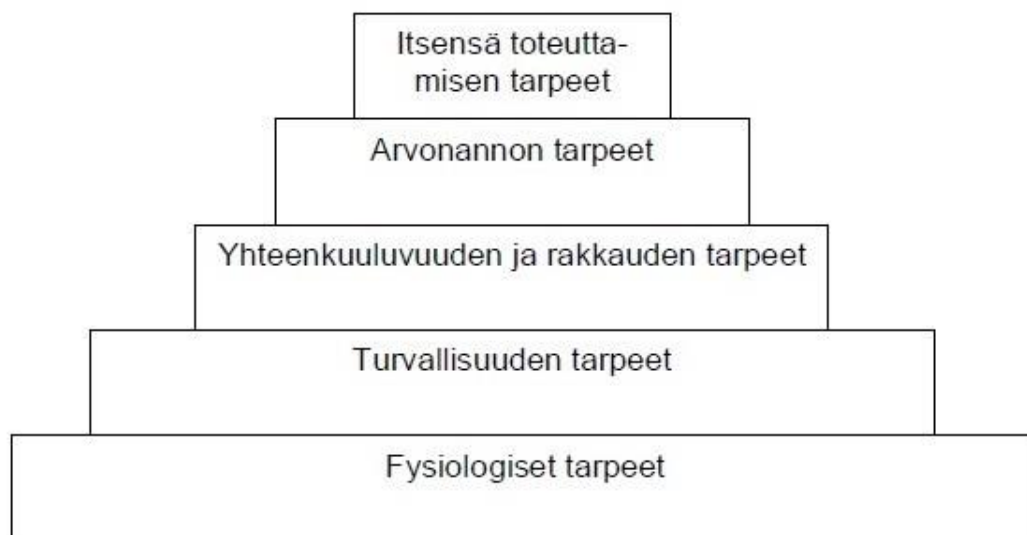 Itsensä toteutta-
misen tarpeet
Arvonannon tarpeet
Yhteenkuuluvuuden ja rakkauden tarpeet
Turvallisuuden tarpeet
Fysiologiset tarpeet